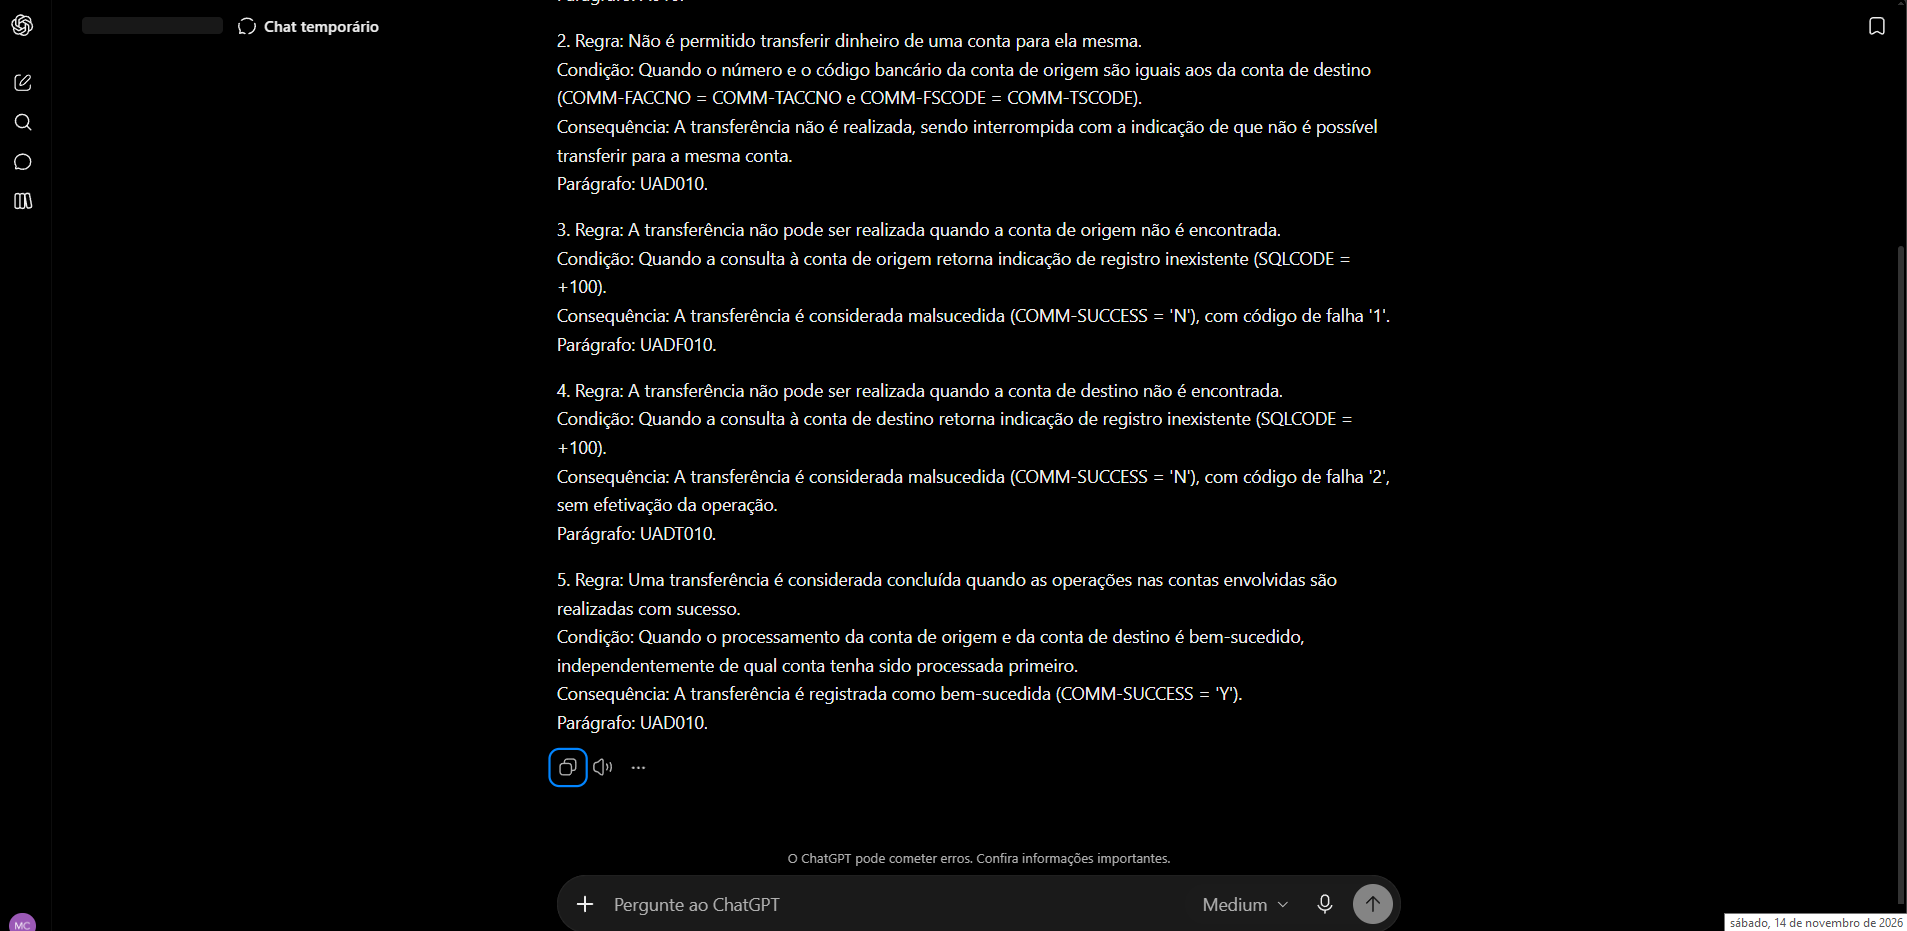 Chat temporário
2. Regra: Não é permitido transferir dinheiro de uma conta para ela mesma.
Condição: Quando o número e o código bancário da conta de origem são iguais aos da conta de destino
(COMM-FACCNO = COMM-TACCNO e COMM-FSCODE = COMM-TSCODE).
Consequência: A transferência não é realizada, sendo interrompida com a indicação de que não é possível
transferir para a mesma conta.
Parágrafo: UAD010.
3. Regra: A transferência não pode ser realizada quando a conta de origem não é encontrada.
Condição: Quando a consulta à conta de origem retorna indicação de registro inexistente (SQLCODE =
+100).
Consequência: A transferência é considerada malsucedida (COMM-SUCCESS = 'N'), com código de falha '1'.
Parágrafo: UADF010.
4. Regra: A transferência não pode ser realizada quando a conta de destino não é encontrada.
Condição: Quando a consulta à conta de destino retorna indicação de registro inexistente (SQLCODE =
+100).
Consequência: A transferência é considerada malsucedida (COMM-SUCCESS = 'N'), com código de falha '2',
sem efetivação da operação.
Parágrafo: UADT010.
5. Regra: Uma transferência é considerada concluída quando as operações nas contas envolvidas são
realizadas com sucesso.
Condição: Quando o processamento da conta de origem e da conta de destino é bem-sucedido,
independentemente de qual conta tenha sido processada primeiro.
Consequência: A transferência é registrada como bem-sucedida (COMM-SUCCESS = 'Y').
Parágrafo: UAD010.
O ChatGPT pode cometer erros. Confira informações importantes.
Pergunte ao ChatGPT
Medium
MC
sábado, 14 de novembro de 2026